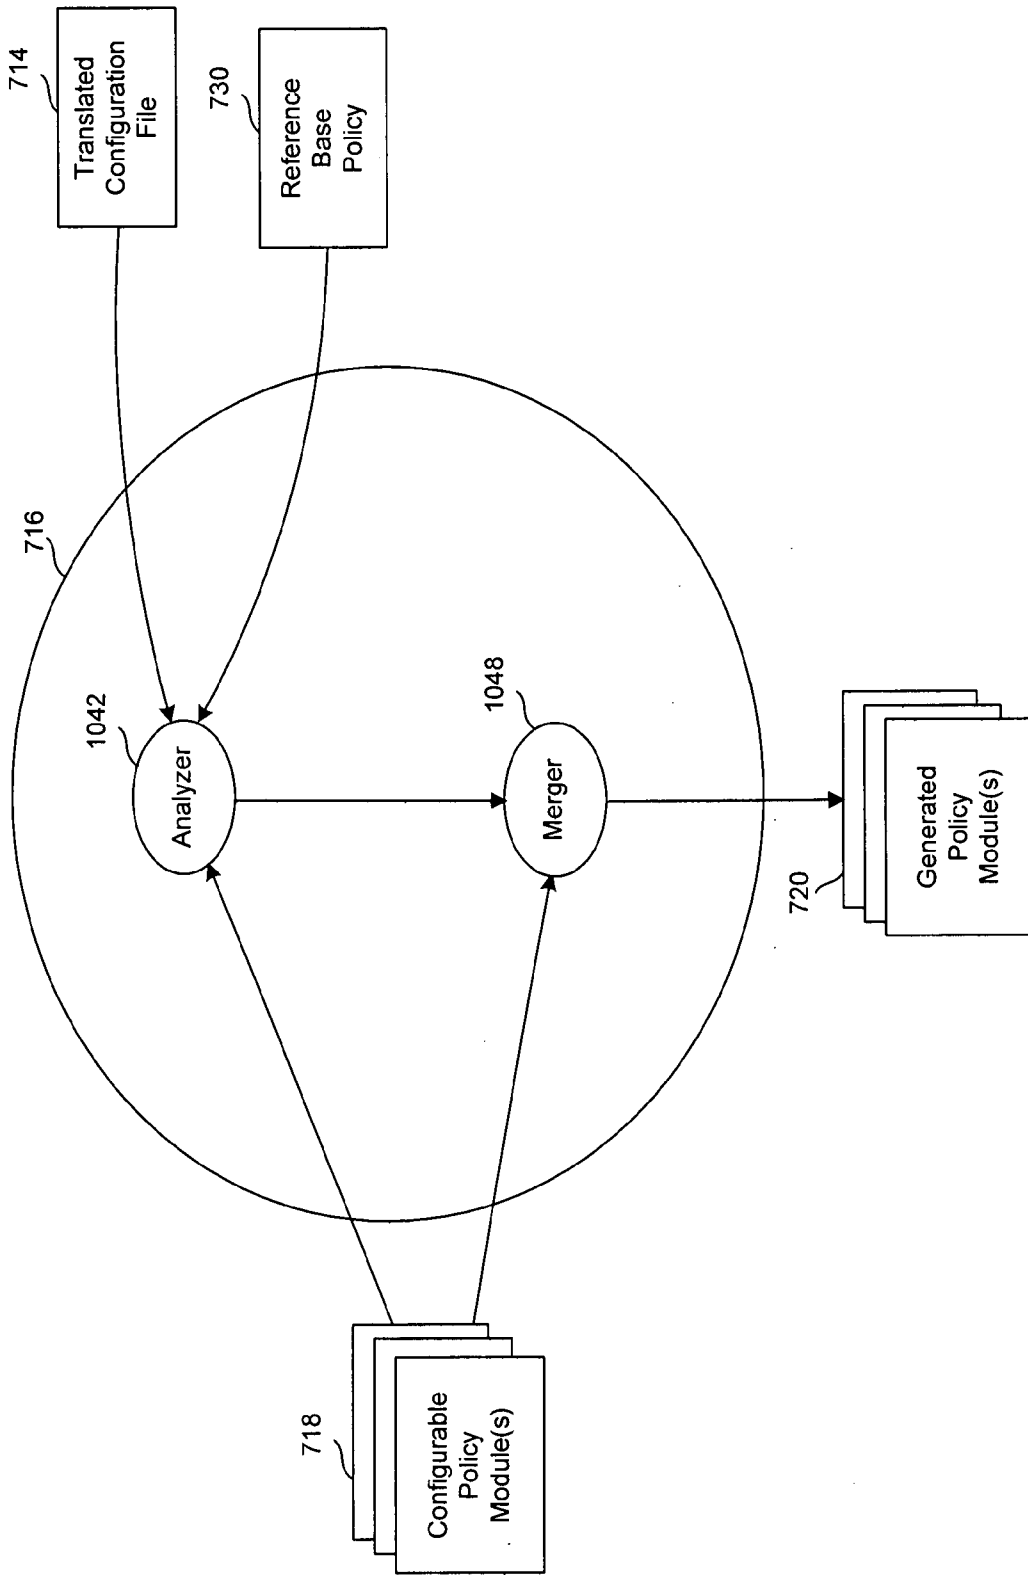 714
Translated
Configuration
File
730
Reference
Base
Policy
716
1042
Analyzer
1048
Merger
718
Configurable
Policy
Module(s)
720
Generated
Policy
Module(s)